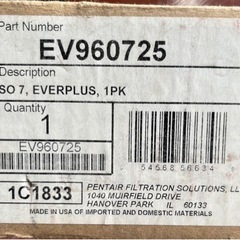 Part Number
EV960725
Description
SO 7, EVERPLUS, 1PK
Quantity
1
EV960725
1C1833
PENTAIR FILTRATION SOLUTIONS, LL
1040 MUIRFIELD DRIVE
HANOVER PARK IL 60133
MADE IN USA OF IMPORTED AND DOMESTIC MATERIALS